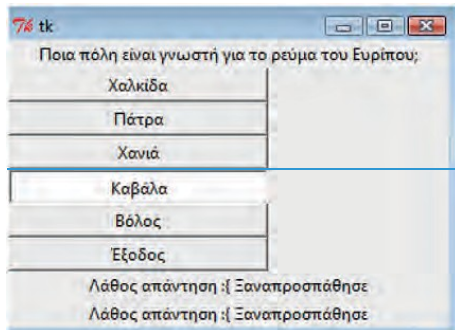 tk
Ποια πόλη είναι γνωστή για το ρεύμα του Ευρίπου;
Χαλκίδα
Πάτρα
Χανιά
Καβάλα
Βόλος
Έξοδος
Λάθος απάντηση :{ Ξαναπροσπάθησε
Λάθος απάντηση :{ Ξαναπροσπάθησε